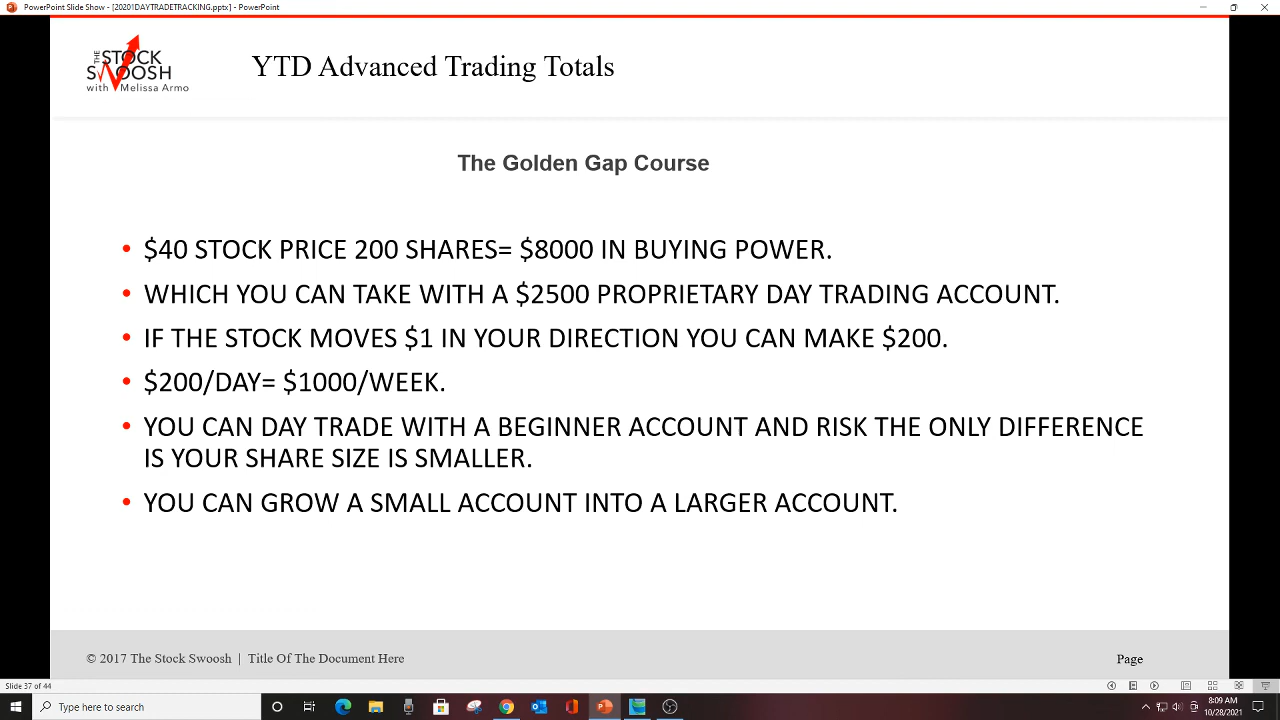 PowerPoint Slide Show - [20201DAYTRADETRACKING.pptx] - PowerPoint
THE STOCK
SWOOSH
with Melissa Armo
YTD Advanced Trading Totals
The Golden Gap Course
• $40 STOCK PRICE 200 SHARES= $8000 IN BUYING POWER.
• WHICH YOU CAN TAKE WITH A $2500 PROPRIETARY DAY TRADING ACCOUNT.
• IF THE STOCK MOVES $1 IN YOUR DIRECTION YOU CAN MAKE $200.
• $200/DAY= $1000/WEEK.
• YOU CAN DAY TRADE WITH A BEGINNER ACCOUNT AND RISK THE ONLY DIFFERENCE
IS YOUR SHARE SIZE IS SMALLER.
• YOU CAN GROW A SMALL ACCOUNT INTO A LARGER ACCOUNT.
© 2017 The Stock Swoosh | Title Of The Document Here
Page
Slide 37 of 44
Type here to search
8:09 AM
10/28/2021